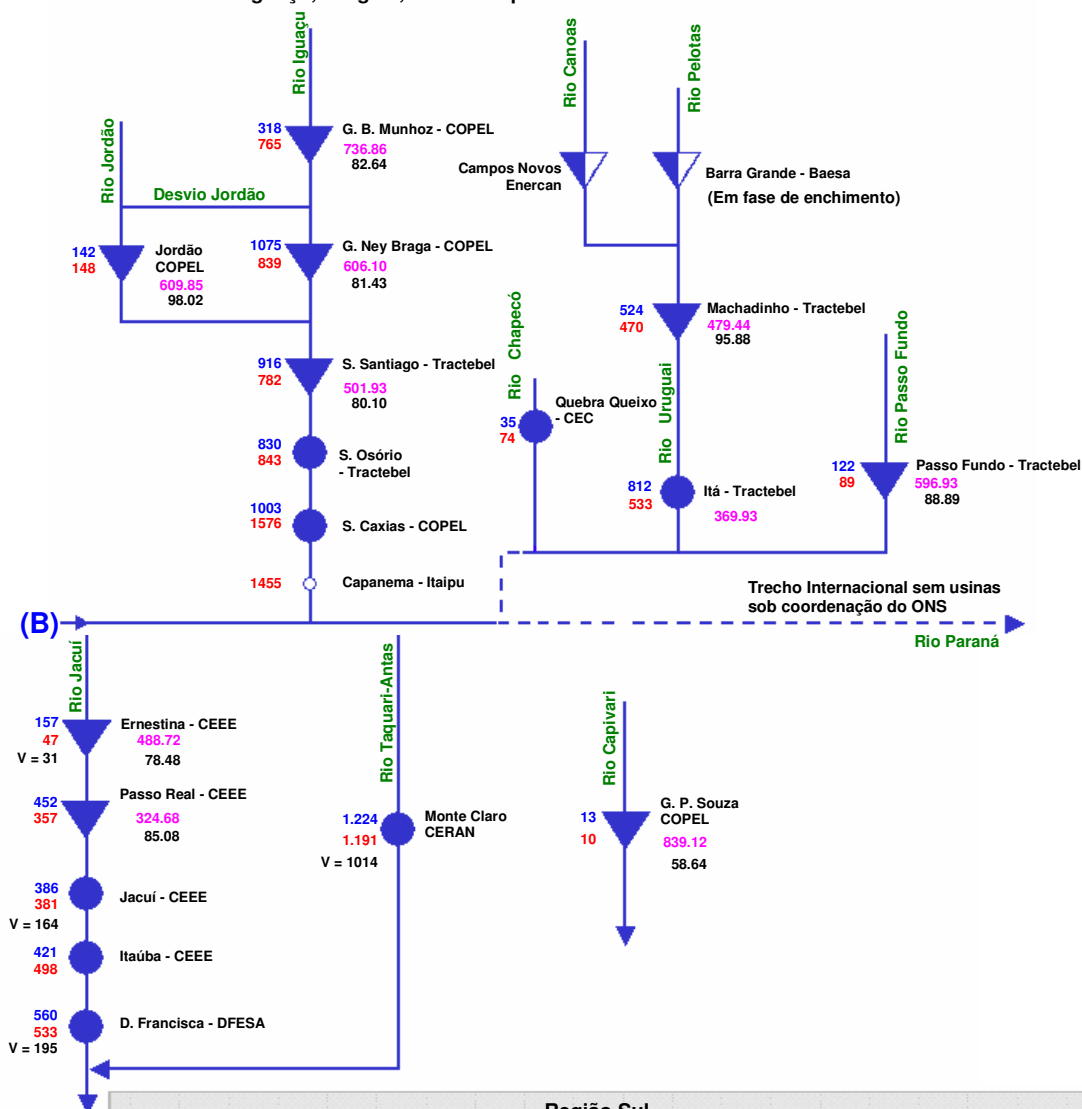 Rio Iguaçu
Rio Canoas
Rio Pelotas
Rio Jordão
318
765
G. B. Munhoz - COPEL
736.86
82.64
Campos Novos
Enercan
Barra Grande - Baesa
(Em fase de enchimento)
Desvio Jordão
142
148
Jordão
COPEL
609.85
98.02
1075
839
G. Ney Braga - COPEL
606.10
81.43
524
470
Machadinho - Tractebel
479.44
95.88
916
782
S. Santiago - Tractebel
501.93
80.10
Rio Chapecó
Rio Uruguai
Rio Passo Fundo
35
74
Quebra Queixo
- CEC
830
843
S. Osório
- Tractebel
812
533
Itá - Tractebel
369.93
122
89
Passo Fundo - Tractebel
596.93
88.89
1003
1576
S. Caxias - COPEL
1455
Capanema - Itaipu
Trecho Internacional sem usinas
sob coordenação do ONS
(B)
Rio Paraná
Rio Jacuí
Rio Taquari-Antas
Rio Capivari
157
47
V = 31
Ernestina - CEEE
488.72
78.48
452
357
Passo Real - CEEE
324.68
85.08
1.224
1.191
V = 1014
Monte Claro
CERAN
13
10
G. P. Souza
COPEL
839.12
58.64
386
381
V = 164
Jacuí - CEEE
421
498
Itaúba - CEEE
560
533
V = 195
D. Francisca - DFESA
Região Sul